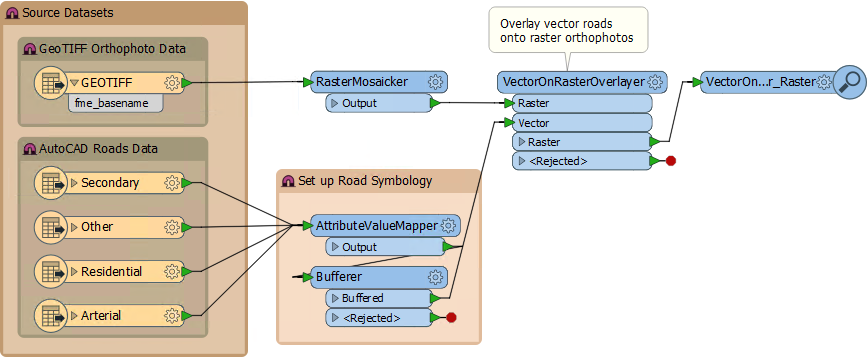 Source Datasets
GeoTIFF Orthophoto Data
GEOTIFF
fme_basename
AutoCAD Roads Data
Secondary
Other
Residential
Arterial
RasterMosaicker
Output
Set up Road Symbology
AttributeValueMapper
Output
Bufferer
Buffered
<Rejected>
Overlay vector roads
onto raster orthophotos
VectorOnRasterOverlayer
Raster
Vector
Raster
<Rejected>
VectorOn...r_Raster